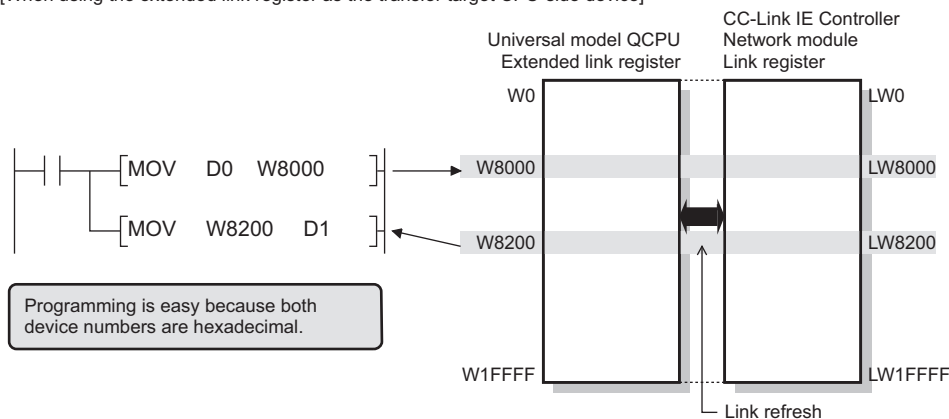 [When using the extended link register as the transfer target CPU-side device]
Universal model QCPU
Extended link register
CC-Link IE Controller
Network module
Link register
W0
LW0
MOV D0 W8000
W8000
LW8000
MOV W8200 D1
W8200
LW8200
Programming is easy because both
device numbers are hexadecimal.
W1FFFF
LW1FFFF
Link refresh